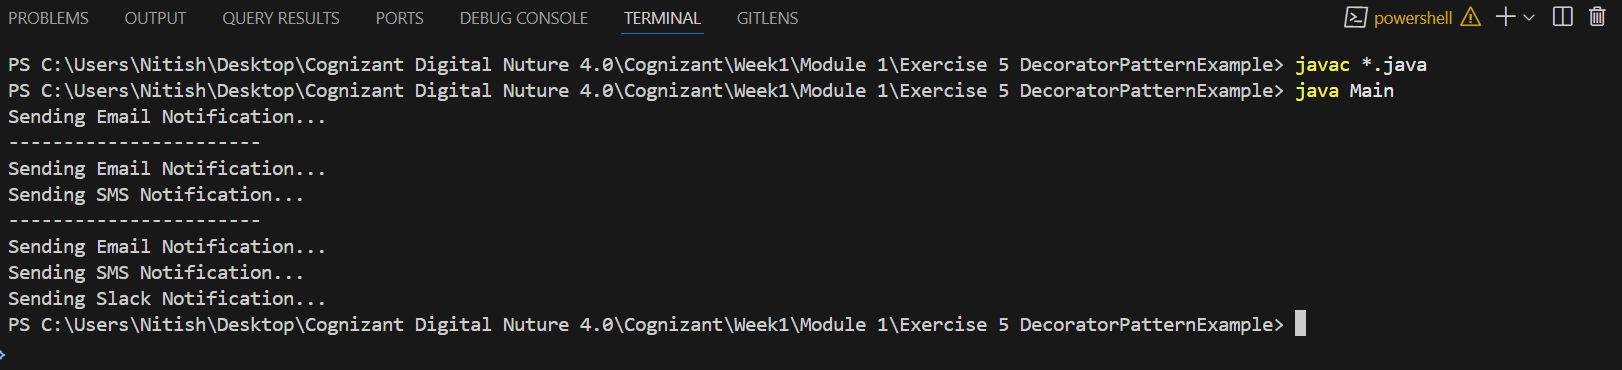 PROBLEMS OUTPUT QUERY RESULTS PORTS DEBUG CONSOLE TERMINAL GITLENS powershell
PS C:\Users\Nitish\Desktop\Cognizant Digital Nuture 4.0\Cognizant\Week1\Module 1\Exercise 5 DecoratorPatternExample> javac *.java
PS C:\Users\Nitish\Desktop\Cognizant Digital Nuture 4.0\Cognizant\Week1\Module 1\Exercise 5 DecoratorPatternExample> java Main
Sending Email Notification...
-----------------------
Sending Email Notification...
Sending SMS Notification...
-----------------------
Sending Email Notification...
Sending SMS Notification...
Sending Slack Notification...
PS C:\Users\Nitish\Desktop\Cognizant Digital Nuture 4.0\Cognizant\Week1\Module 1\Exercise 5 DecoratorPatternExample>